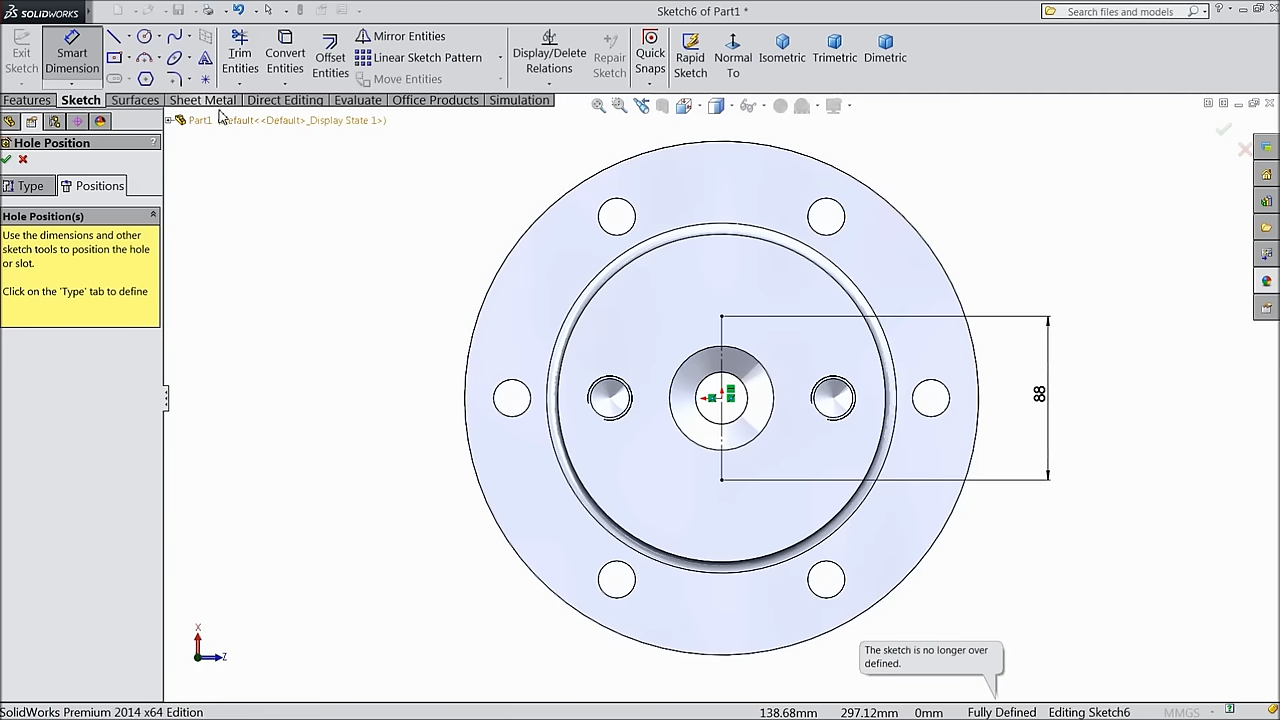 SOLIDWORKS
Sketch6 of Part1 *
Search files and models
Exit Sketch
Smart Dimension
Trim Entities
Convert Entities
Offset Entities
Mirror Entities
Linear Sketch Pattern
Move Entities
Display/Delete Relations
Repair Sketch
Quick Snaps
Rapid Sketch
Normal To
Isometric
Trimetric
Dimetric
Features
Sketch
Surfaces
Sheet Metal
Direct Editing
Evaluate
Office Products
Simulation
Part1 (Default<<Default>_Display State 1>)
Hole Position
?
Type
Positions
Hole Position(s)
Use the dimensions and other
sketch tools to position the hole
or slot.
Click on the 'Type' tab to define
88
X
Z
The sketch is no longer over
defined.
SolidWorks Premium 2014 x64 Edition
138.68mm
297.12mm
0mm
Fully Defined
Editing Sketch6
MMGS